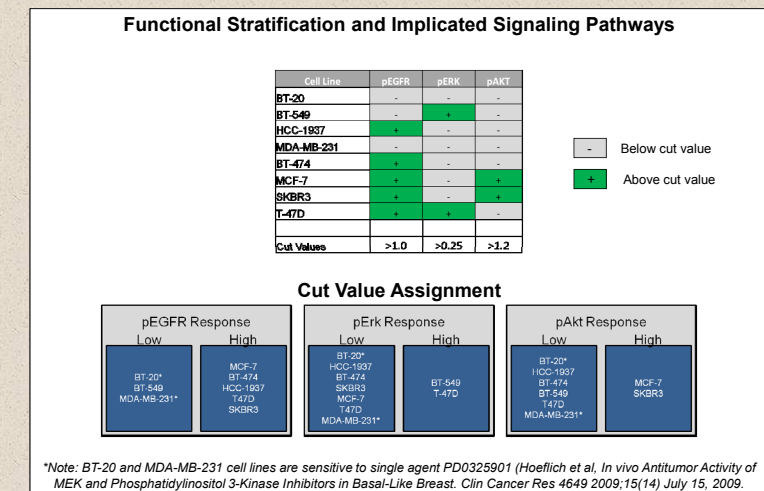 Functional Stratification and Implicated Signaling Pathways
Cell Line pEGFR pERK pAKT
BT-20 - - -
BT-549 - + -
HCC-1937 + - -
MDA-MB-231 - - -
BT-474 + - -
MCF-7 + - +
SKBR3 + - +
T-47D + + -
Cut Values >1.0 >0.25 >1.2
- Below cut value
+ Above cut value
Cut Value Assignment
pEGFR Response
Low High
BT-20*
BT-549
MDA-MB-231*
MCF-7
BT-474
HCC-1937
T47D
SKBR3
pErk Response
Low High
BT-20*
HCC-1937
BT-474
SKBR3
MCF-7
T47D
MDA-MB-231*
BT-549
T-47D
pAkt Response
Low High
BT-20*
HCC-1937
BT-474
BT-549
T47D
MDA-MB-231*
MCF-7
SKBR3
*Note: BT-20 and MDA-MB-231 cell lines are sensitive to single agent PD0325901 (Hoeflich et al, In vivo Antitumor Activity of
MEK and Phosphatidylinositol 3-Kinase Inhibitors in Basal-Like Breast. Clin Cancer Res 4649 2009;15(14) July 15, 2009.